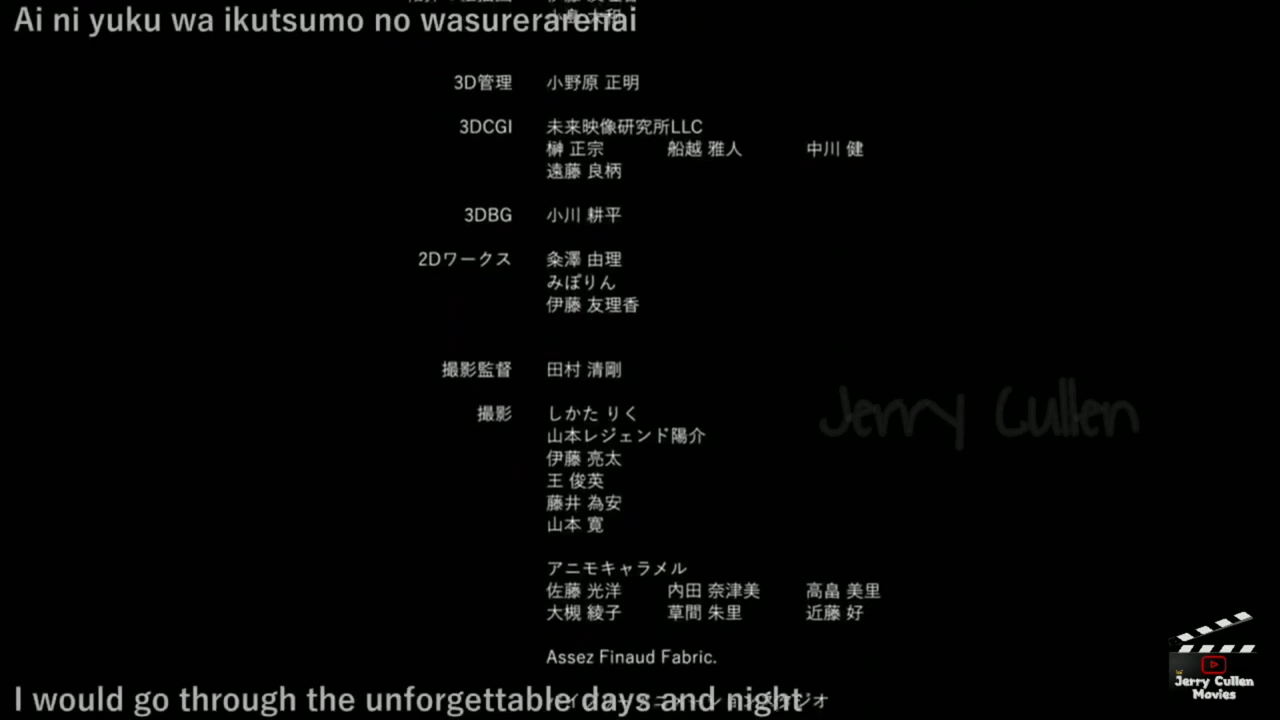 Ai ni yuku wa ikutsumo no wasurerarenai
3D管理 小野原 正明
3DCGI 未来映像研究所LLC
榊 正宗 船越 雅人 中川 健
遠藤 良柄
3DBG 小川 耕平
2Dワークス 粂澤 由理
みぽりん
伊藤 友理香
撮影監督 田村 清剛
撮影 しかた りく
山本レジェンド陽介
伊藤 亮太
王 俊英
藤井 為安
山本 寛
Jerry Cullen
アニモキャラメル
佐藤 光洋 内田 奈津美 高畠 美里
大槻 綾子 草間 朱里 近藤 好
Assez Finaud Fabric.
Jerry Cullen
Movies
I would go through the unforgettable days and night